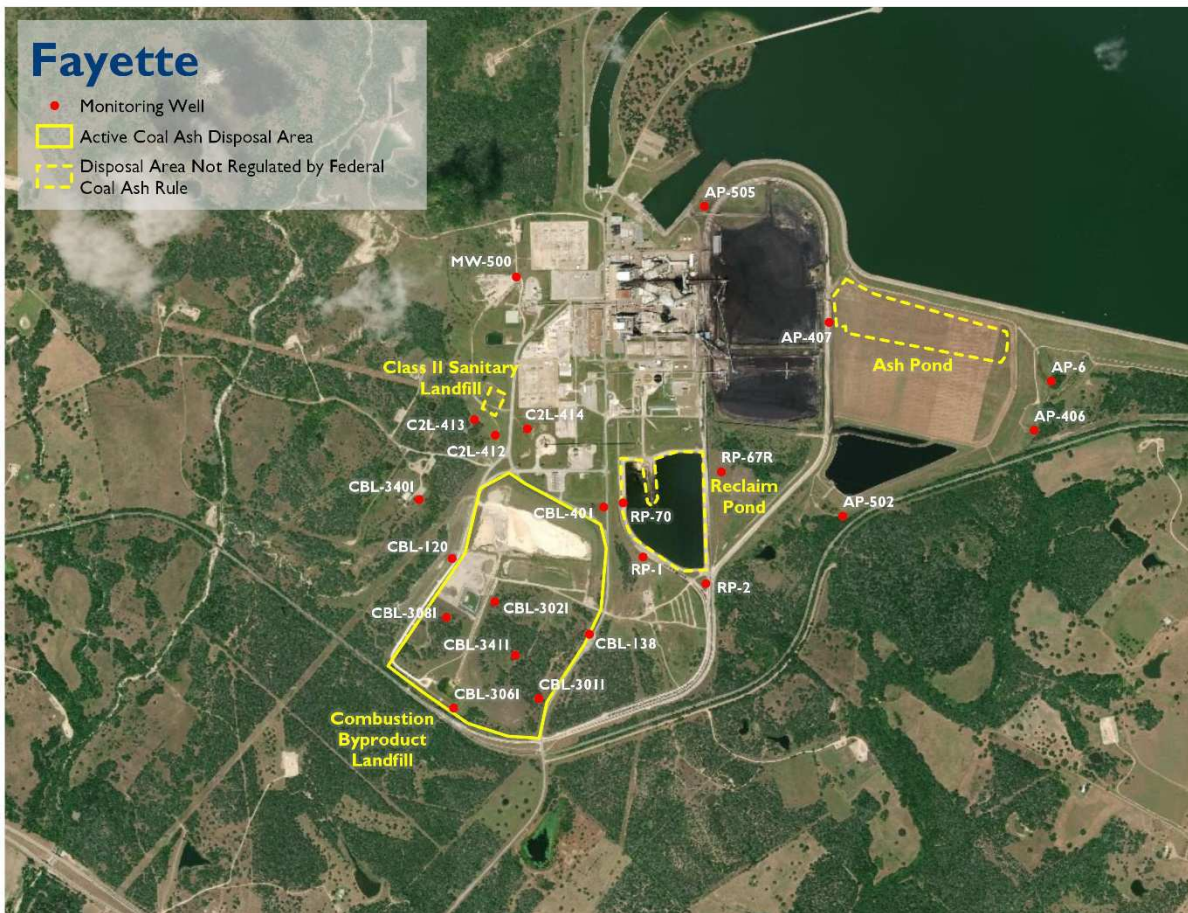 Fayette
Monitoring Well
Active Coal Ash Disposal Area
Disposal Area Not Regulated by Federal
Coal Ash Rule
AP-505
MW-500
AP-407
Ash Pond
AP-6
Class II Sanitary
Landfill
C2L-414
C2L-413
C2L-412
AP-406
RP-67R
Reclaim
Pond
CBL-340I
CBL-401
RP-70
AP-502
CBL-120
RP-1
RP-2
CBL-302I
CBL-308I
CBL-138
CBL-341I
CBL-301I
CBL-306I
Combustion
Byproduct
Landfill